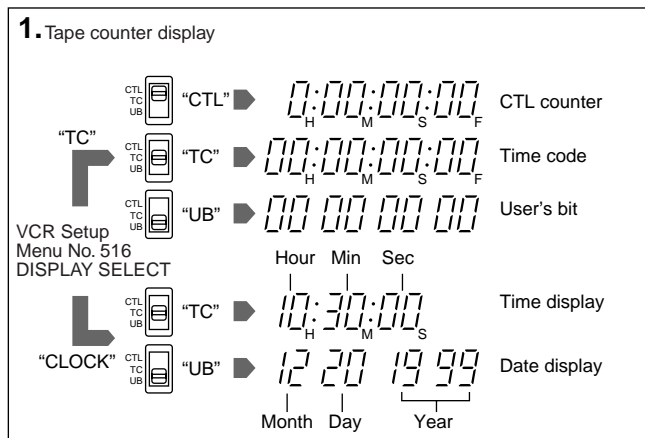 1. Tape counter display
CTL
TC
UB
“CTL”
0:00:00:00
H M S F
CTL counter
“TC”
CTL
TC
UB
“TC”
00:00:00:00
H M S F
Time code
CTL
TC
UB
“UB”
00 00 00 00
User's bit
VCR Setup
Menu No. 516
DISPLAY SELECT
Hour Min Sec
CTL
TC
UB
“TC”
10:30:00
H M S
Time display
“CLOCK”
CTL
TC
UB
“UB”
12 20 19 99
Date display
Month Day Year